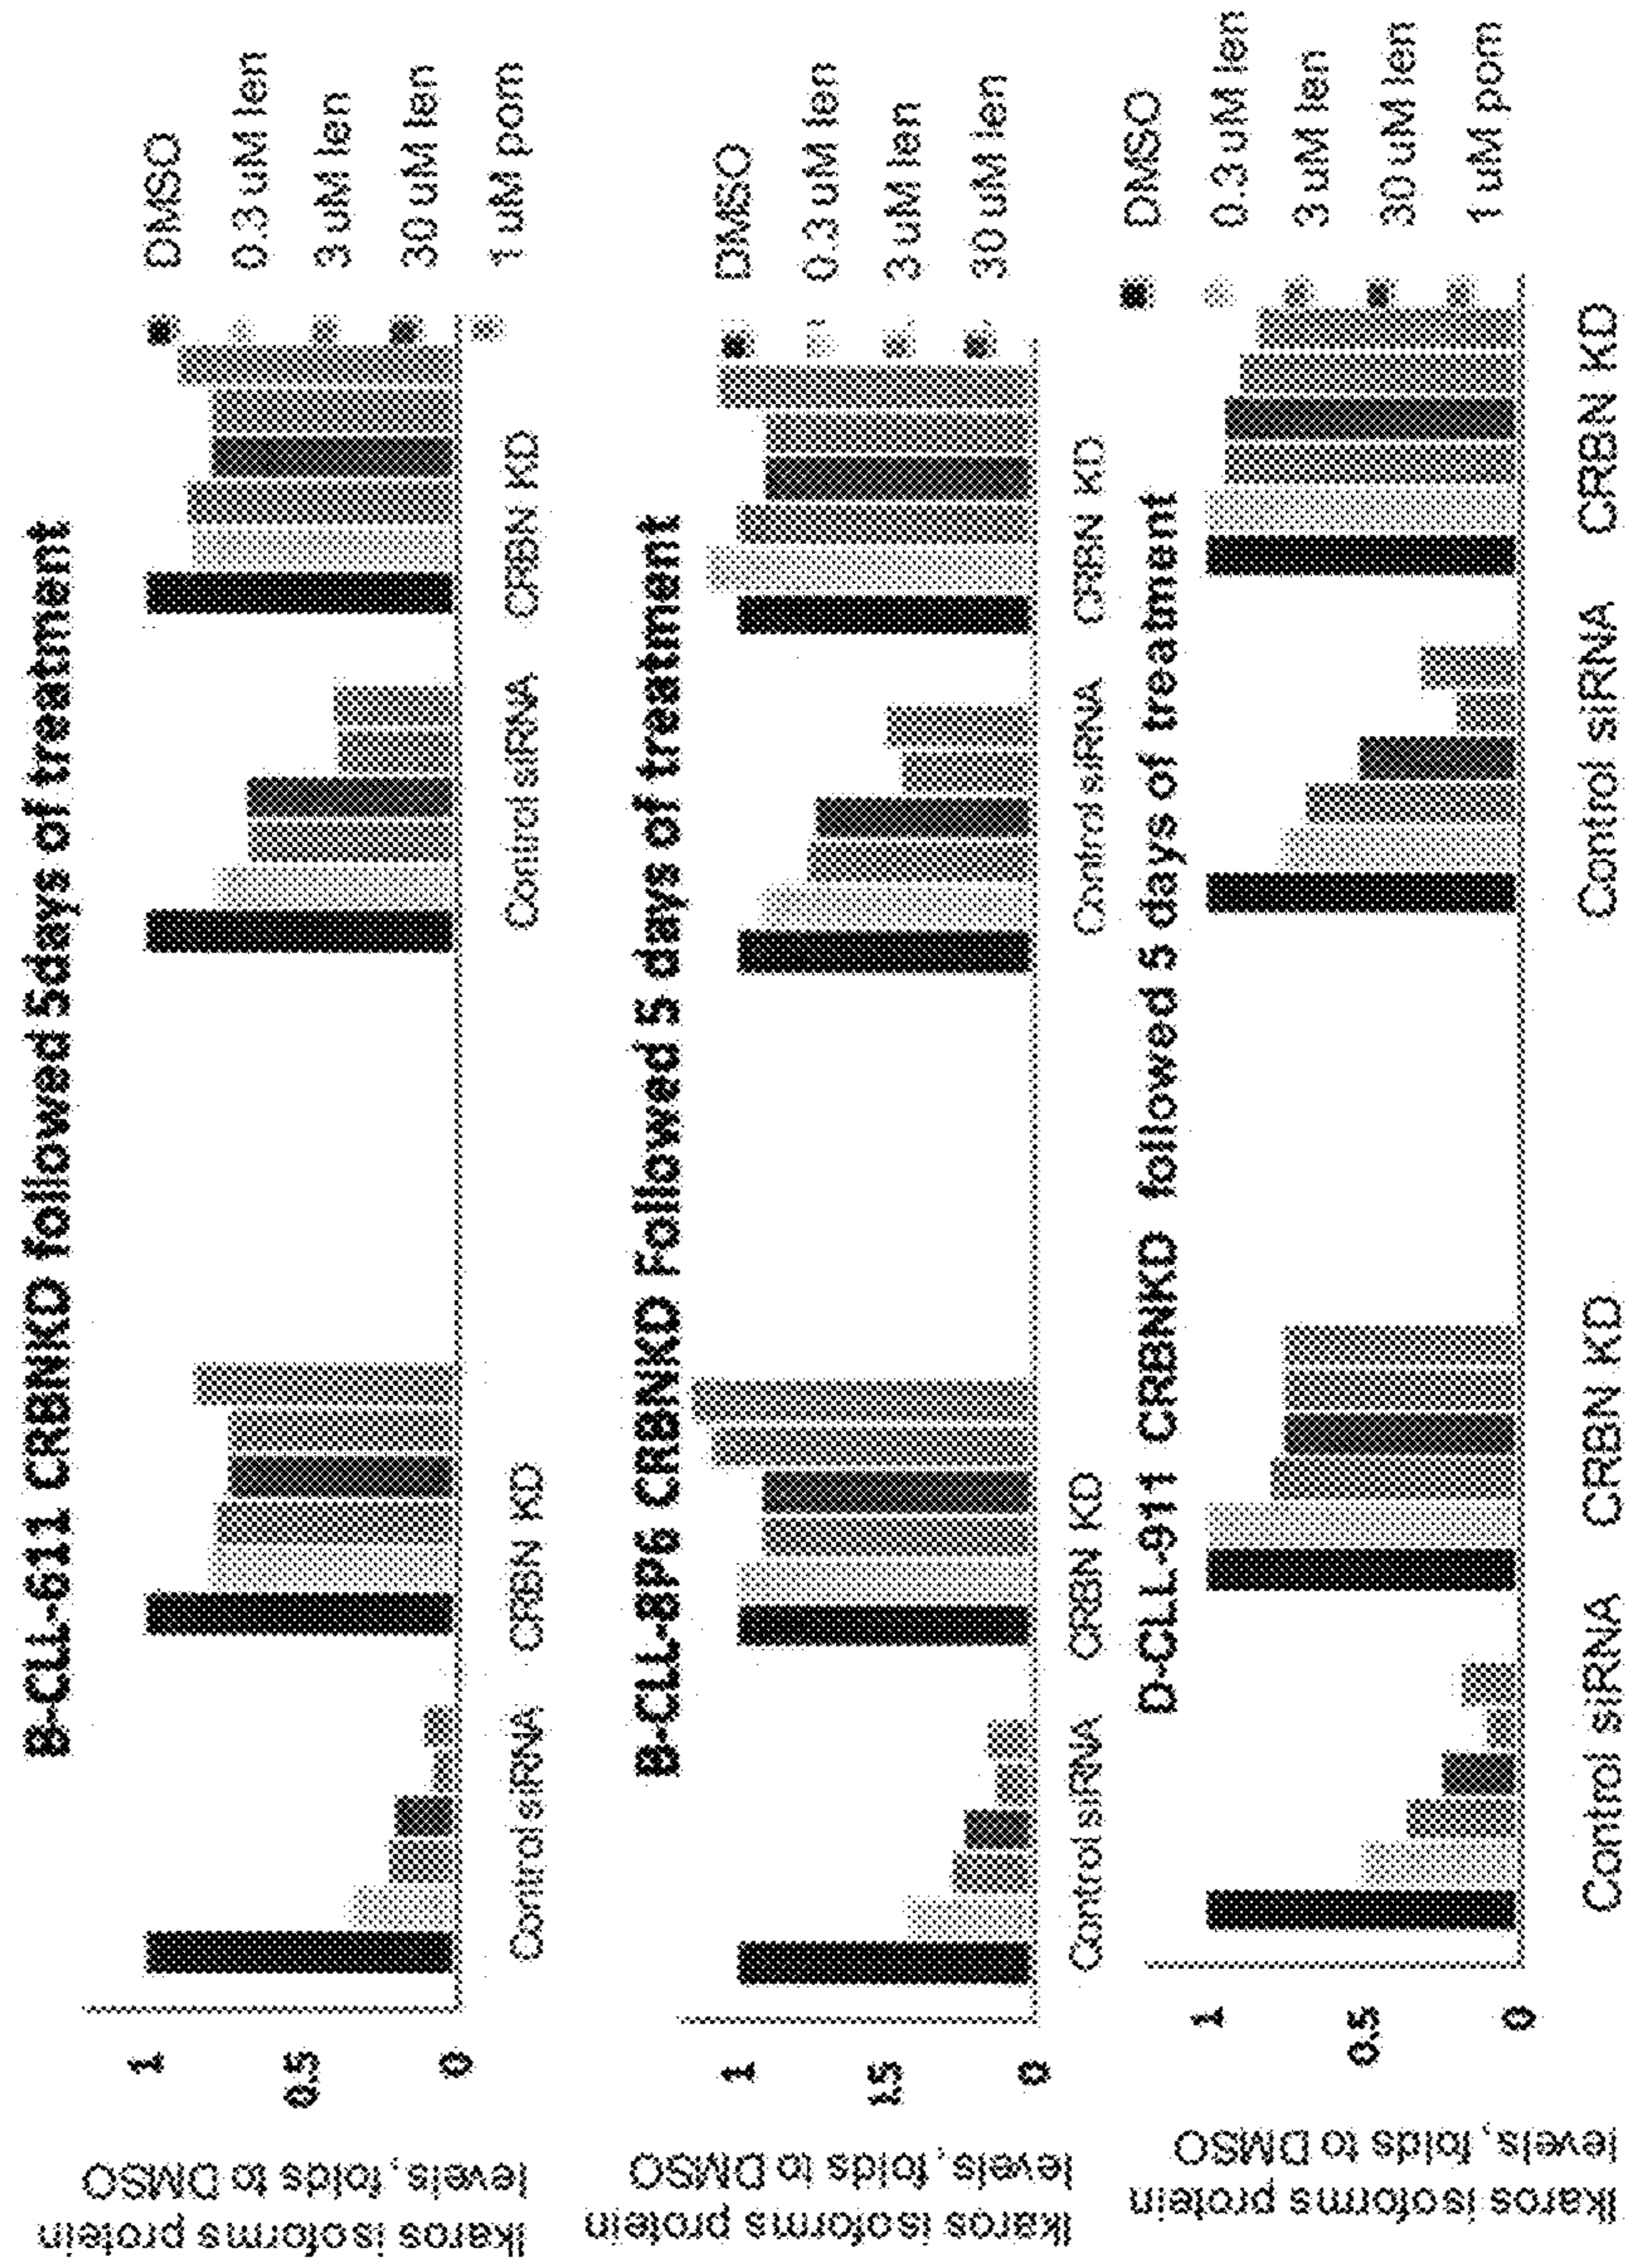 B-CLL-611 CRBNKD followed 5days of treatment
Ikaros isoforms protein
levels, folds to DMSO
1
0.5
0
Control siRNA CRBN KD Control siRNA CRBN KD
DMSO
0.3 uM len
3 uM len
30 uM len
1 uM pom
B-CLL-8P6 CRBNKD Followed 5 days of treatment
Ikaros isoforms protein
levels, folds to DMSO
1
1.5
0
Control siRNA CRBN KD Control siRNA CRBN KD
DMSO
0.3 uM len
3 uM len
30 uM len
D-CLL-911 CRBNKD followed 5 days of treatment
Ikaros isoforms protein
levels, folds to DMSO
1
0.5
0
Control siRNA CRBN KD Control siRNA CRBN KD
DMSO
0.3 uM len
3 uM len
30 uM len
1 uM pom